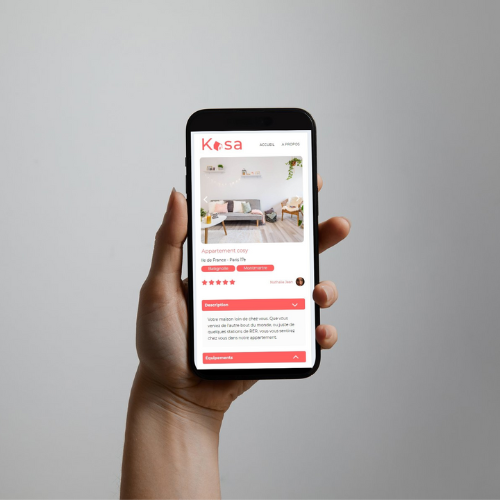 Kasa
ACCUEIL A PROPOS
Appartement cosy
Ile de France - Paris 17e
Batignolle Montmartre
Nathalie Jean
Description
Votre maison loin de chez vous. Que vous
veniez de l'autre bout du monde, ou juste de
quelques stations de RER, vous vous sentirez
chez vous dans notre appartement.
Équipements